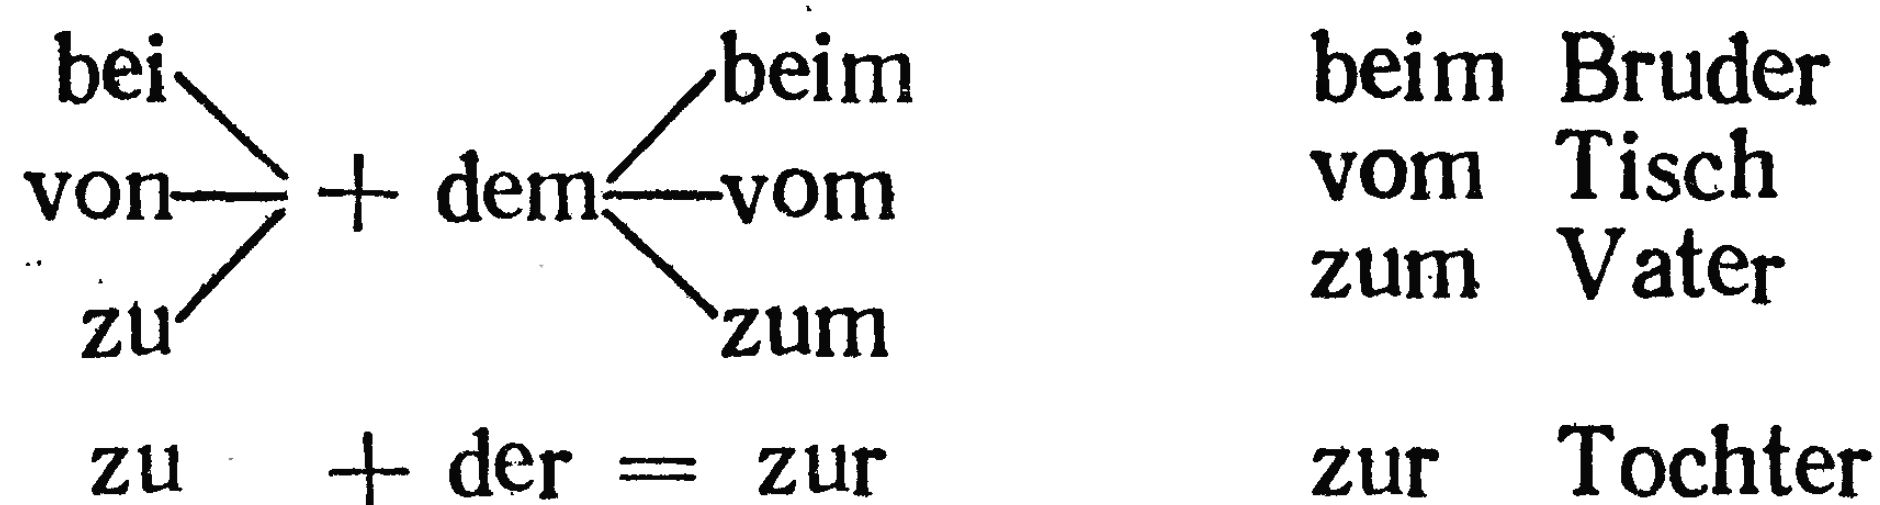 bei beim beim Bruder
von + dem vom vom Tisch
zu zum zum Vater
zu + der = zur zur Tochter